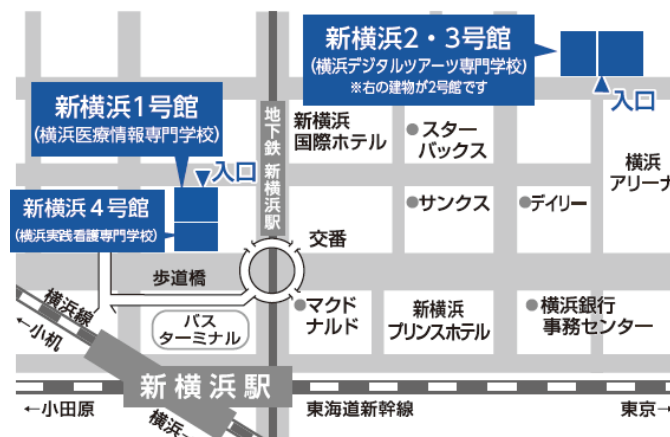 新横浜2・3号館
(横浜デジタルツアーツ専門学校)
※右の建物が2号館です
入口
新横浜1号館
(横浜医療情報専門学校)
入口
新横浜4号館
(横浜実践看護専門学校)
地下鉄 新横浜駅
新横浜
国際ホテル
スター
バックス
横浜
アリーナ
サンクス
デイリー
交番
歩道橋
横浜線
←小机
バス
ターミナル
マクド
ナルド
新横浜
プリンスホテル
横浜銀行
事務センター
新横浜駅
←小田原
東海道新幹線
東京→